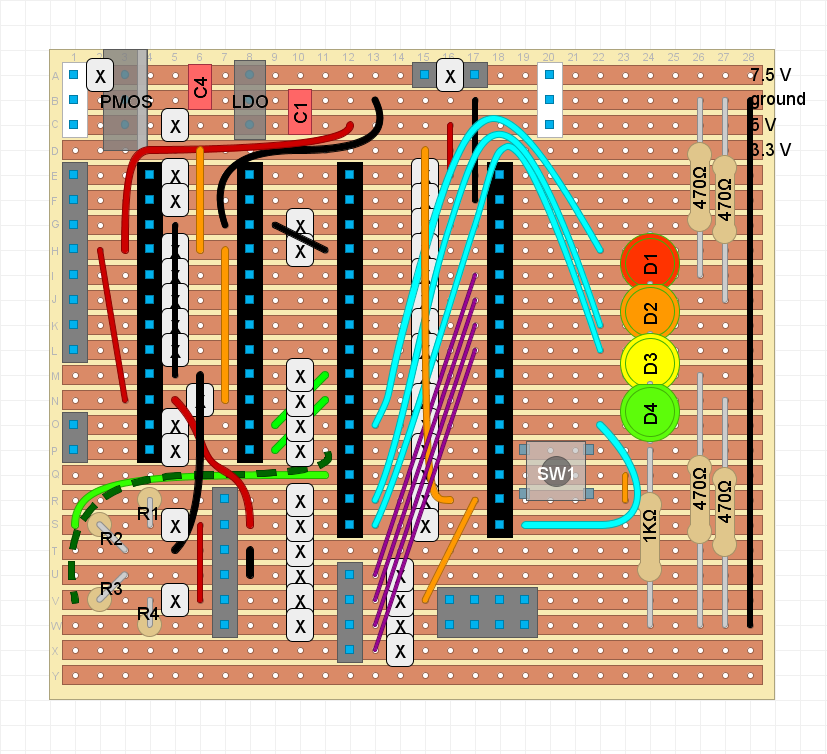 1 2 3 4 5 6 7 8 9 10 11 12 13 14 15 16 17 18 19 20 21 22 23 24 25 26 27 28
A X X 7.5 V
B PMOS C4 LDO C1 ground
C X 5 V
D 3.3 V
E X
F X 470Ω 470Ω
G X
H X D1
I
J D2
K
L X D3
M X
N X D4
O X X
P X X
Q SW1
R R1 X 470Ω 470Ω
S R2 X X X 1KΩ
T X
U R3 X X
V X X X
W R4 X X
X X
Y